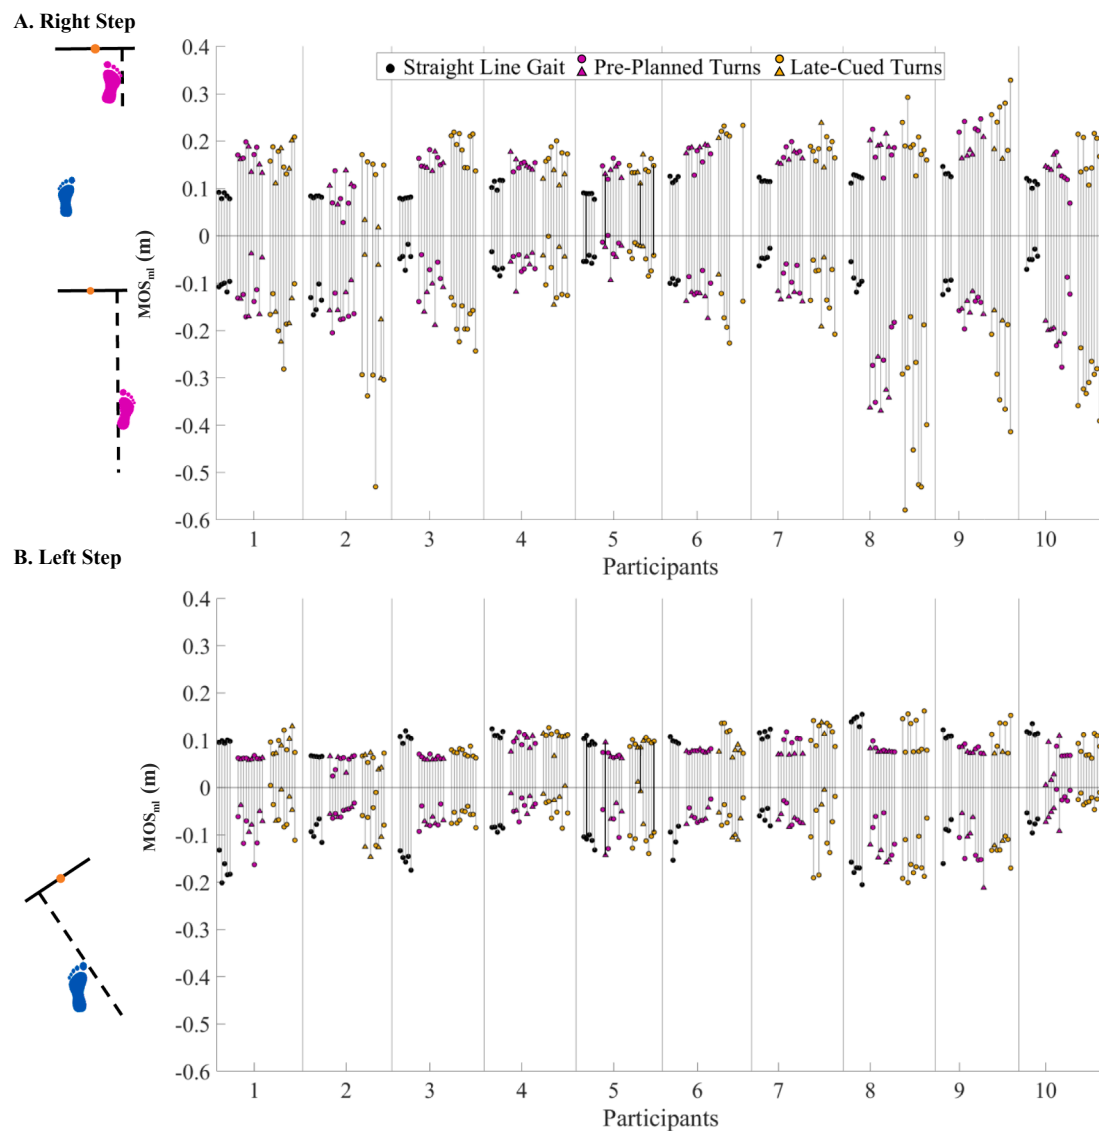 A. Right Step
Straight Line Gait Pre-Planned Turns Late-Cued Turns
0.4
0.3
0.2
0.1
0
-0.1
-0.2
-0.3
-0.4
-0.5
-0.6
MOSml (m)
1 2 3 4 5 6 7 8 9 10
Participants
B. Left Step
0.4
0.3
0.2
0.1
0
-0.1
-0.2
-0.3
-0.4
-0.5
-0.6
MOSml (m)
1 2 3 4 5 6 7 8 9 10
Participants